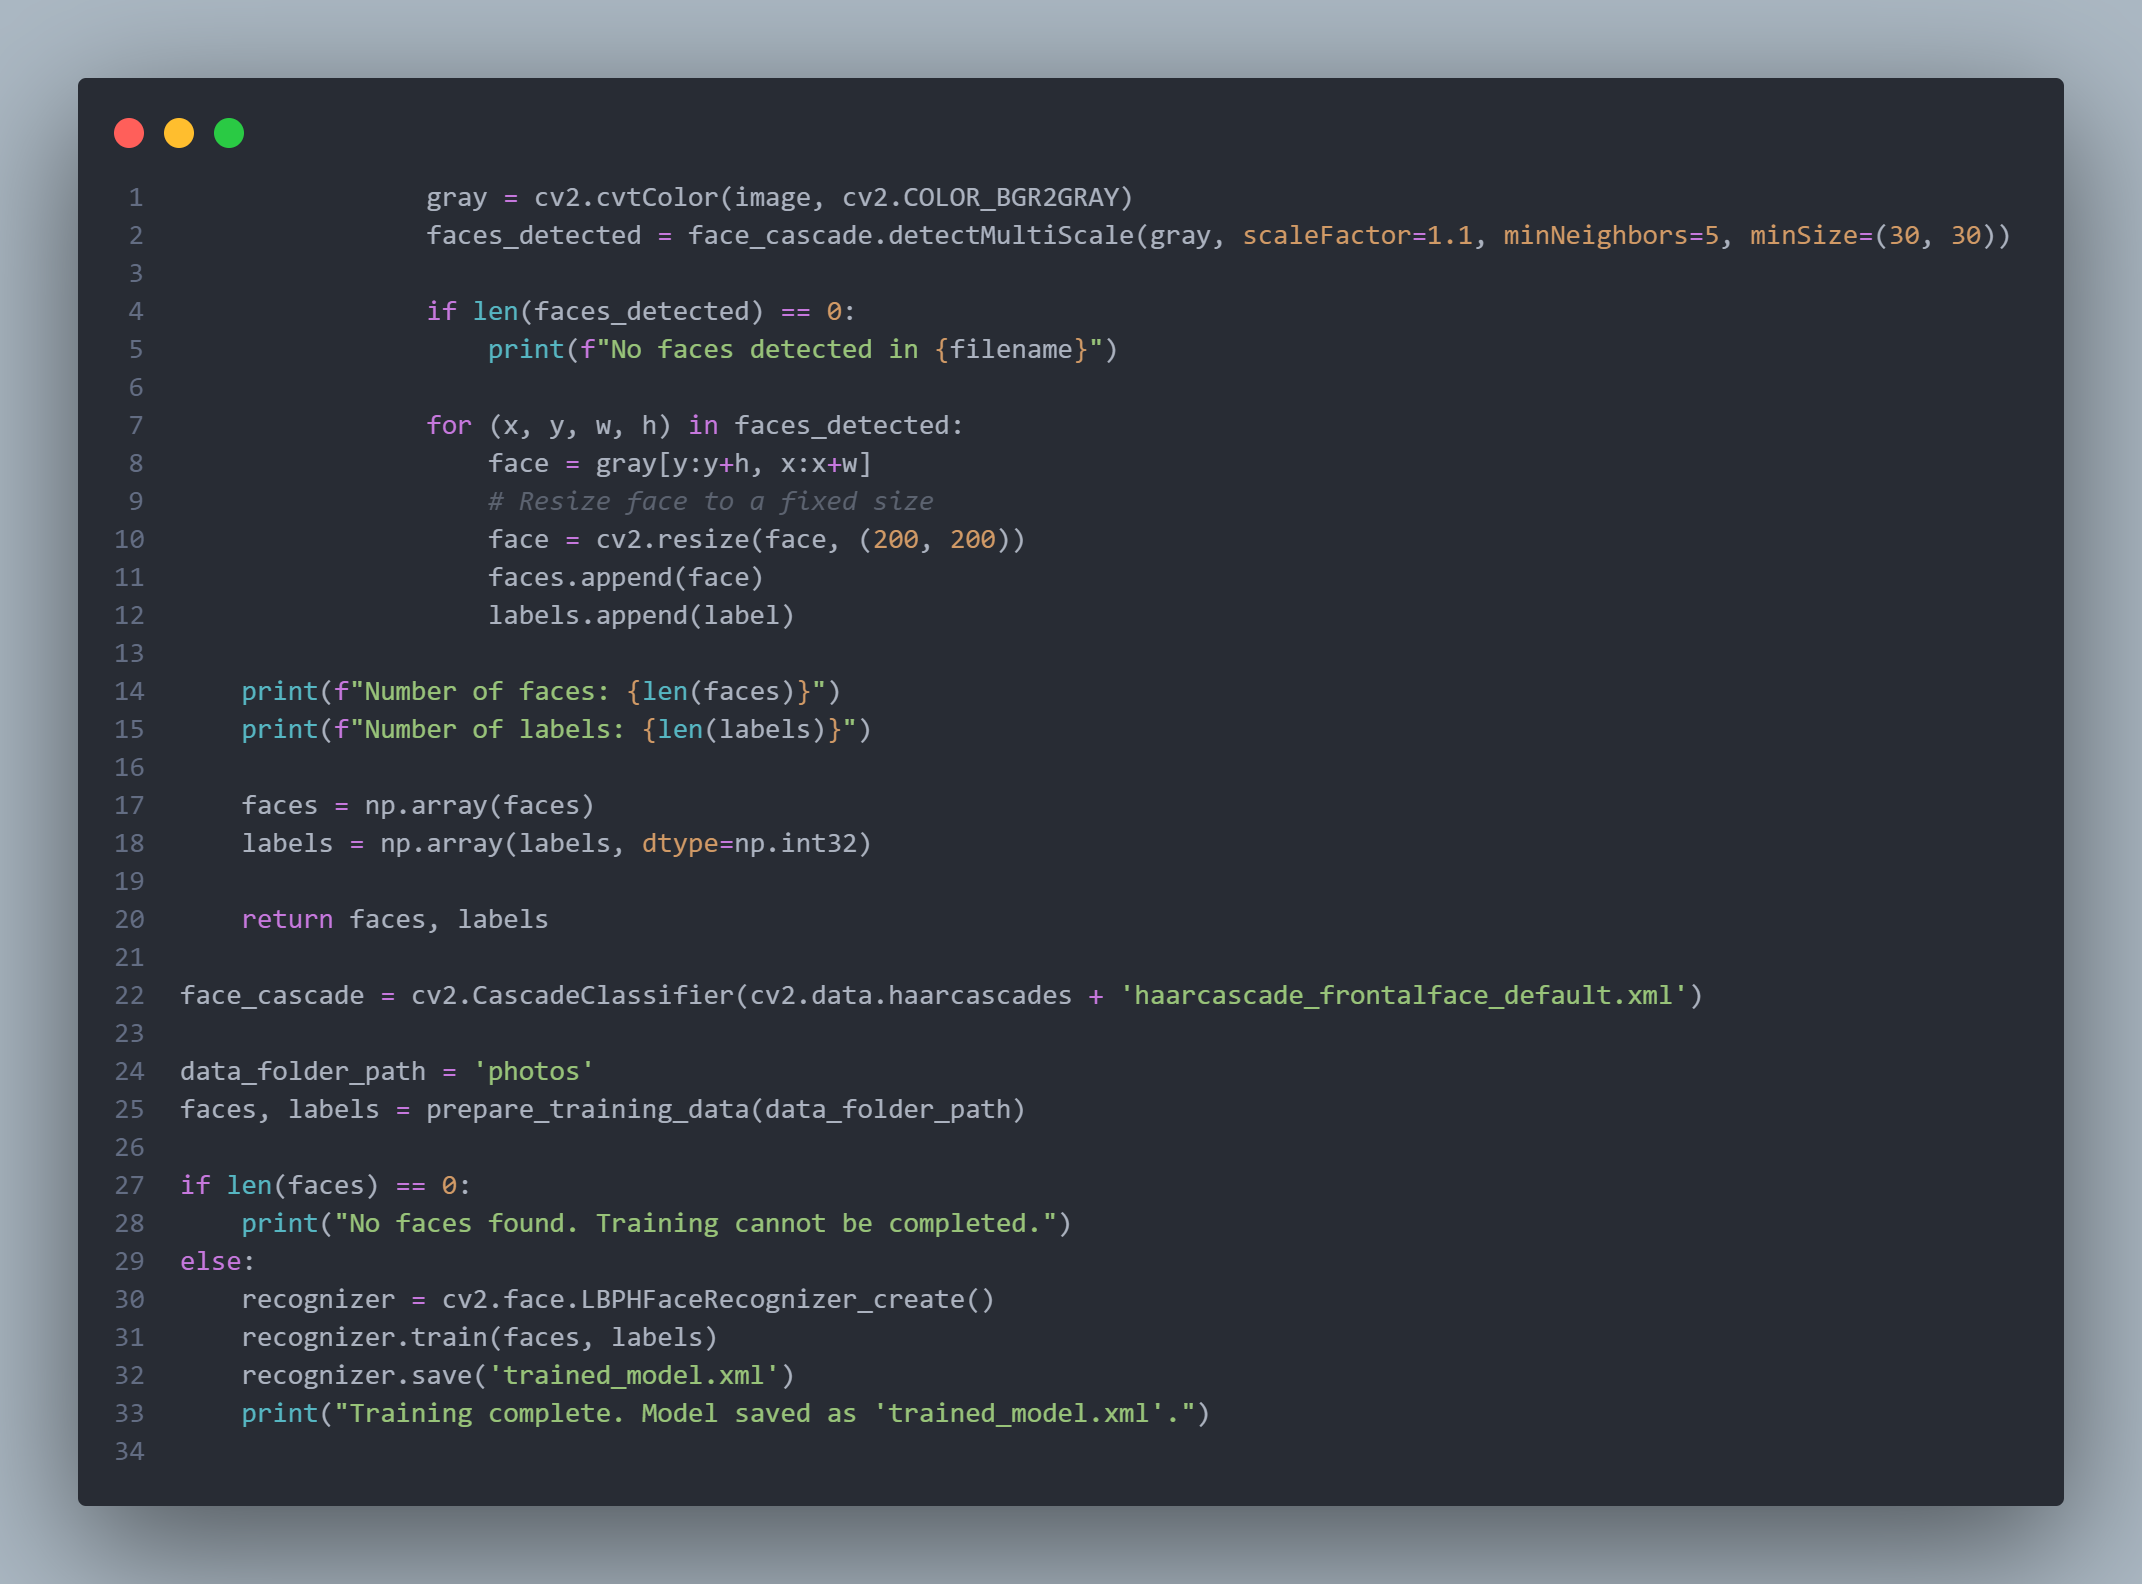 1 gray = cv2.cvtColor(image, cv2.COLOR_BGR2GRAY)
2 faces_detected = face_cascade.detectMultiScale(gray, scaleFactor=1.1, minNeighbors=5, minSize=(30, 30))
3
4 if len(faces_detected) == 0:
5 print(f"No faces detected in {filename}")
6
7 for (x, y, w, h) in faces_detected:
8 face = gray[y:y+h, x:x+w]
9 # Resize face to a fixed size
10 face = cv2.resize(face, (200, 200))
11 faces.append(face)
12 labels.append(label)
13
14 print(f"Number of faces: {len(faces)}")
15 print(f"Number of labels: {len(labels)}")
16
17 faces = np.array(faces)
18 labels = np.array(labels, dtype=np.int32)
19
20 return faces, labels
21
22 face_cascade = cv2.CascadeClassifier(cv2.data.haarcascades + 'haarcascade_frontalface_default.xml')
23
24 data_folder_path = 'photos'
25 faces, labels = prepare_training_data(data_folder_path)
26
27 if len(faces) == 0:
28 print("No faces found. Training cannot be completed.")
29 else:
30 recognizer = cv2.face.LBPHFaceRecognizer_create()
31 recognizer.train(faces, labels)
32 recognizer.save('trained_model.xml')
33 print("Training complete. Model saved as 'trained_model.xml'.")
34